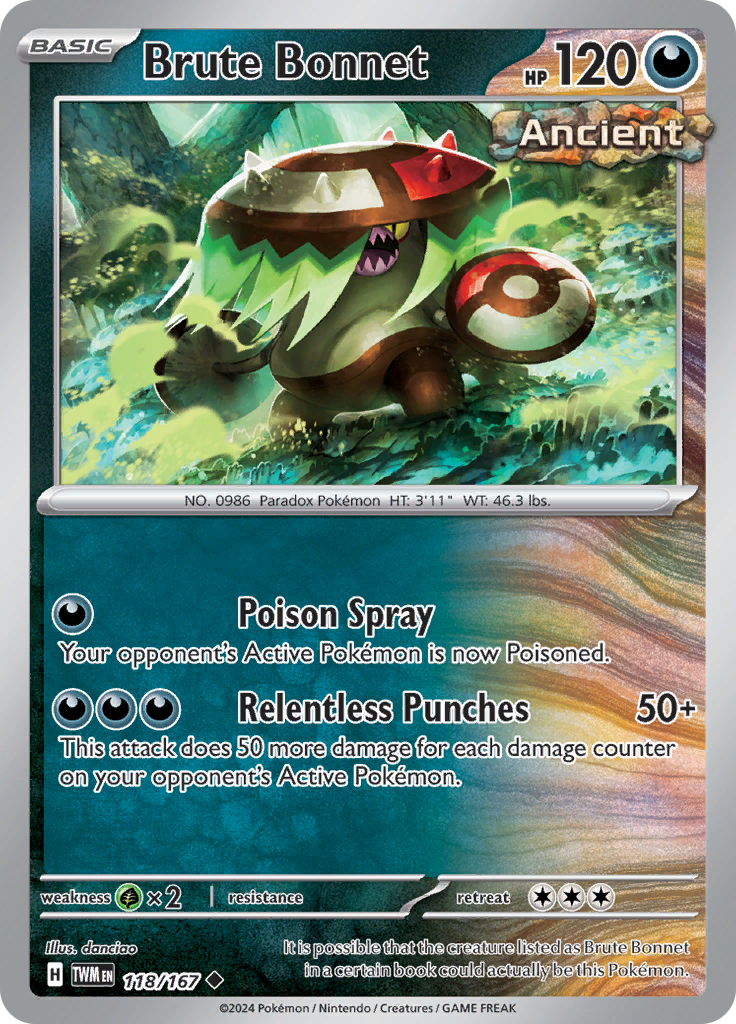 BASIC
Brute Bonnet
HP 120
Ancient
NO. 0986 Paradox Pokémon HT: 3'11" WT: 46.3 lbs.
Poison Spray
Your opponent's Active Pokémon is now Poisoned.
Relentless Punches 50+
This attack does 50 more damage for each damage counter
on your opponent's Active Pokémon.
weakness ×2 resistance retreat
Illus. danciao
It is possible that the creature listed as Brute Bonnet
in a certain book could actually be this Pokémon.
H TWM EN 118/167
©2024 Pokémon / Nintendo / Creatures / GAME FREAK